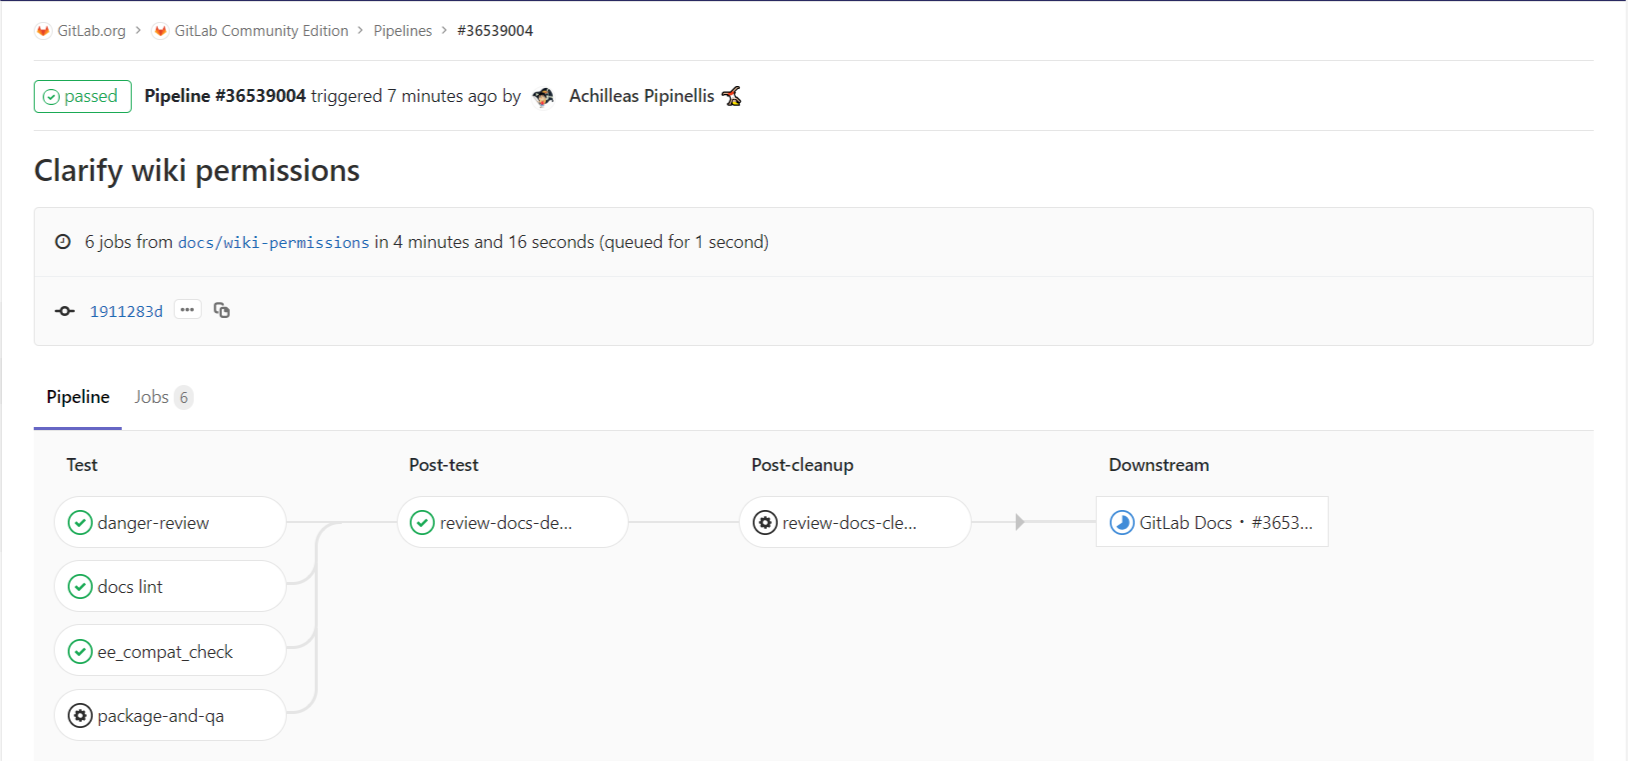 GitLab.org > GitLab Community Edition > Pipelines > #36539004
passed Pipeline #36539004 triggered 7 minutes ago by Achilleas Pipinellis
Clarify wiki permissions
6 jobs from docs/wiki-permissions in 4 minutes and 16 seconds (queued for 1 second)
1911283d ···
Pipeline Jobs 6
Test Post-test Post-cleanup Downstream
danger-review review-docs-de... review-docs-cle... GitLab Docs • #3653...
docs lint
ee_compat_check
package-and-qa